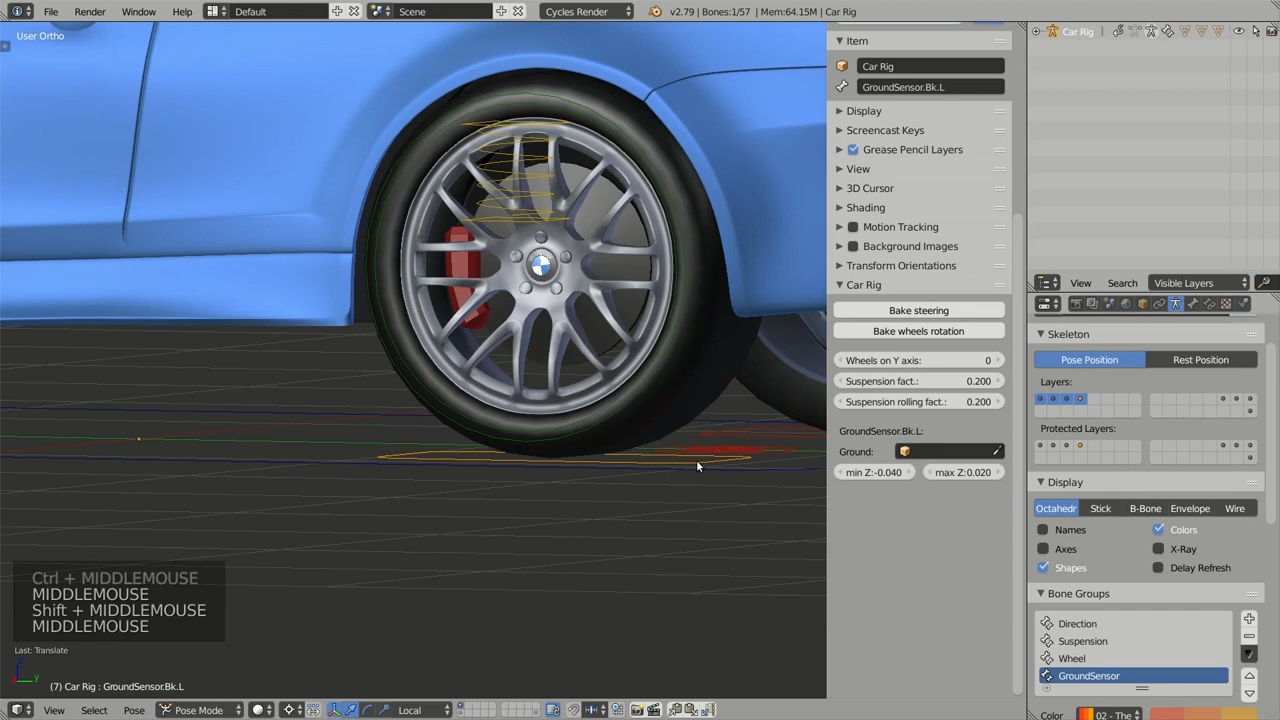 File Render Window Help Default Scene Cycles Render v2.79 | Bones:1/57 | Mem:64.15M | Car Rig
User Ortho
Car Rig
Item
Car Rig
GroundSensor.Bk.L
Display
Screencast Keys
Grease Pencil Layers
View
3D Cursor
Shading
Motion Tracking
Background Images
Transform Orientations
Car Rig
Bake steering
Bake wheels rotation
Wheels on Y axis: 0
Suspension fact.: 0.200
Suspension rolling fact.: 0.200
GroundSensor.Bk.L:
Ground:
min Z:-0.040 max Z:0.020
View Search Visible Layers
Skeleton
Pose Position Rest Position
Layers:
Protected Layers:
Display
Octahedr Stick B-Bone Envelope Wire
Names Colors
Axes X-Ray
Shapes Delay Refresh
Bone Groups
Direction
Suspension
Wheel
GroundSensor
Color 02 - The
Ctrl + MIDDLEMOUSE
MIDDLEMOUSE
Shift + MIDDLEMOUSE
MIDDLEMOUSE
Last: Translate
z
y
(7) Car Rig : GroundSensor.Bk.L
View Select Pose Pose Mode Local